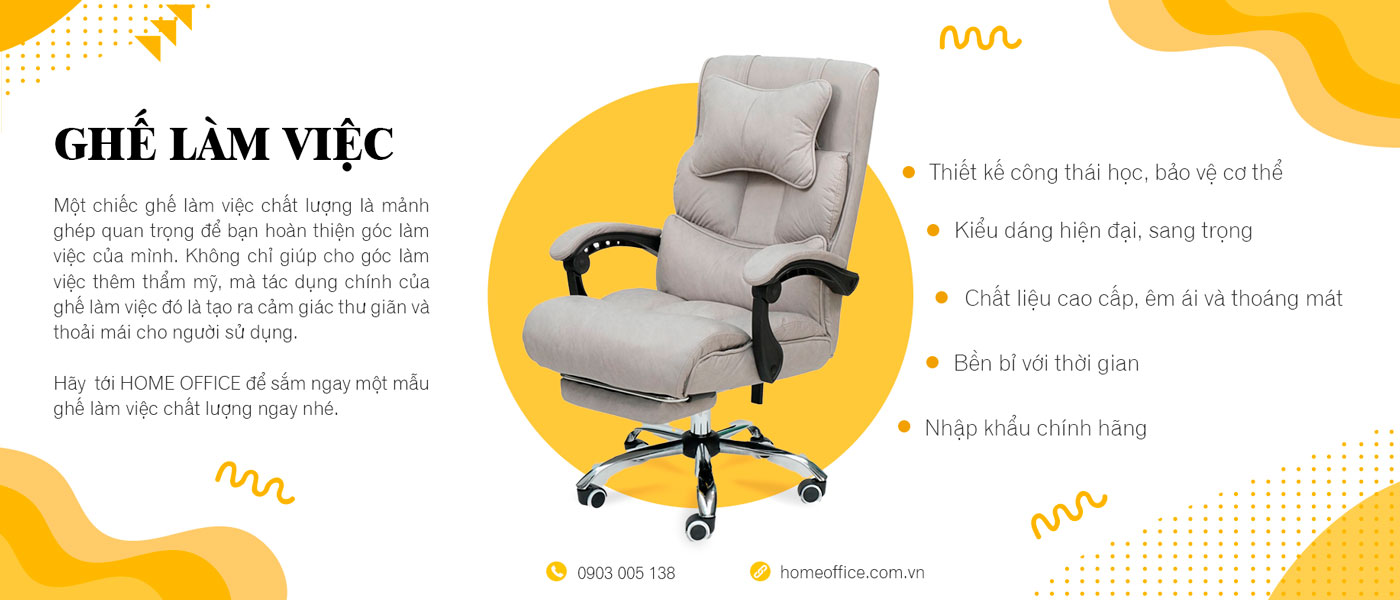 GHẾ LÀM VIỆC
Một chiếc ghế làm việc chất lượng là mảnh
ghép quan trọng để bạn hoàn thiện góc làm
việc của mình. Không chỉ giúp cho góc làm
việc thêm thẩm mỹ, mà tác dụng chính của
ghế làm việc đó là tạo ra cảm giác thư giãn và
thoải mái cho người sử dụng.
Hãy tới HOME OFFICE để sắm ngay một mẫu
ghế làm việc chất lượng ngay nhé.
Thiết kế công thái học, bảo vệ cơ thể
Kiểu dáng hiện đại, sang trọng
Chất liệu cao cấp, êm ái và thoáng mát
Bền bỉ với thời gian
Nhập khẩu chính hãng
0903 005 138
homeoffice.com.vn